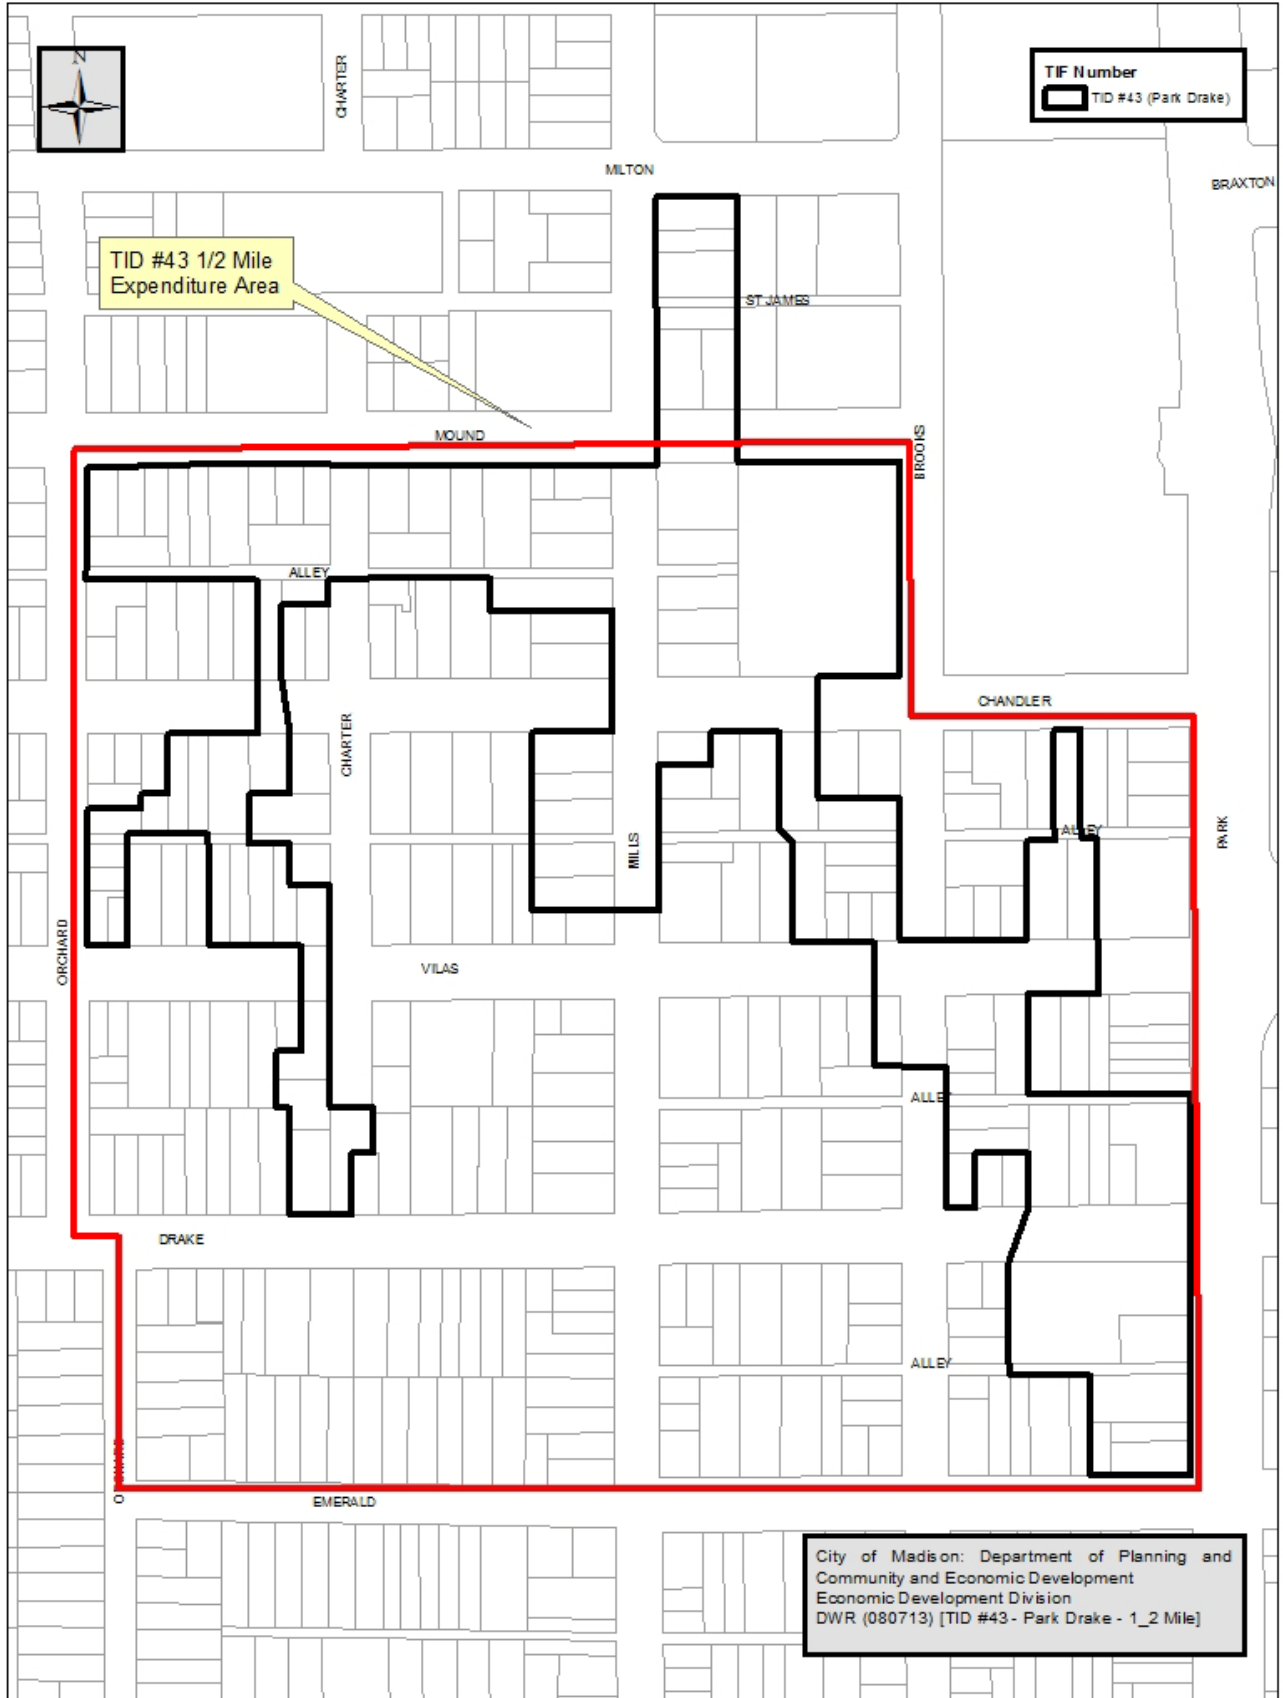 N
CHARTER
TIF Number
TID #43 (Park Drake)
MILTON
BRAXTON
TID #43 1/2 Mile
Expenditure Area
ST JAMES
MOUND
BROOKS
ALLEY
CHANDLER
CHARTER
ALLEY
PARK
MILLS
ORCHARD
VILAS
ALLEY
DRAKE
ALLEY
ORCHARD
EMERALD
City of Madison: Department of Planning and
Community and Economic Development
Economic Development Division
DWR (080713) [TID #43 - Park Drake - 1_2 Mile]